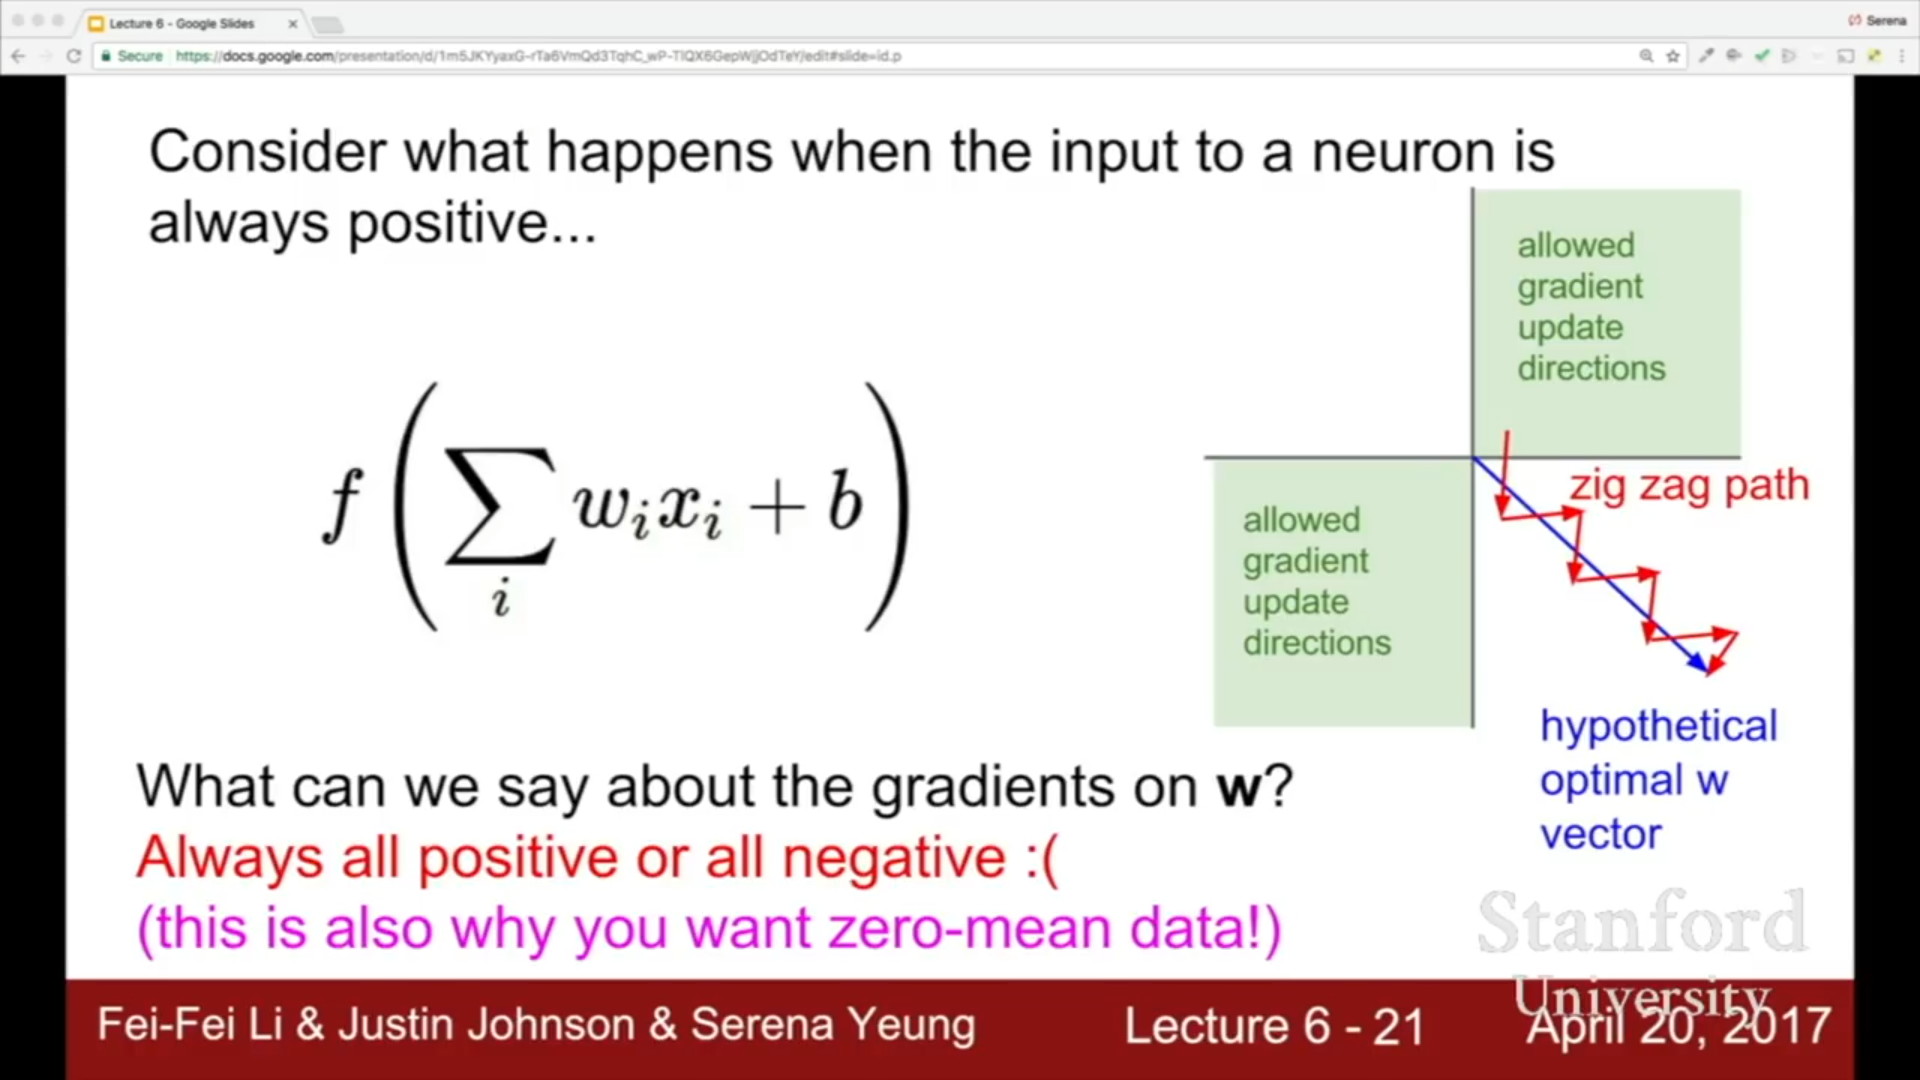 Lecture 6 - Google Slides
Serena
Secure https://docs.google.com/presentation/d/1m5JKYyaxG-rTa6VmQd3TqhC_wP-TlQX6GepWjjOdTeY/edit#slide=id.p
Consider what happens when the input to a neuron is
always positive...
allowed
gradient
update
directions
f(∑_i w_i x_i + b)
zig zag path
allowed
gradient
update
directions
hypothetical
optimal w
vector
What can we say about the gradients on w?
Always all positive or all negative :(
(this is also why you want zero-mean data!)
Stanford
University
Fei-Fei Li & Justin Johnson & Serena Yeung
Lecture 6 - 21
April 20, 2017